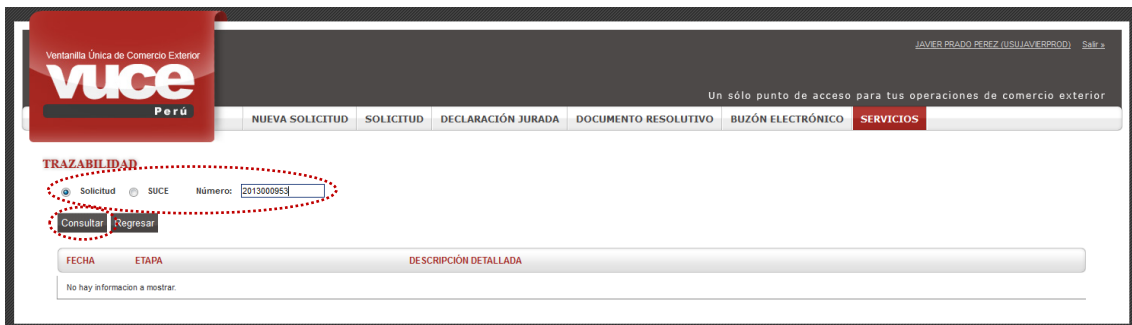 JAVIER PRADO PEREZ (USUJAVIERPROD) Salir »
Ventanilla Única de Comercio Exterior
vuce
Perú
Un sólo punto de acceso para tus operaciones de comercio exterior
NUEVA SOLICITUD SOLICITUD DECLARACIÓN JURADA DOCUMENTO RESOLUTIVO BUZÓN ELECTRÓNICO SERVICIOS
TRAZABILIDAD
Solicitud SUCE Número: 2013000953
Consultar Regresar
FECHA ETAPA DESCRIPCIÓN DETALLADA
No hay informacion a mostrar.